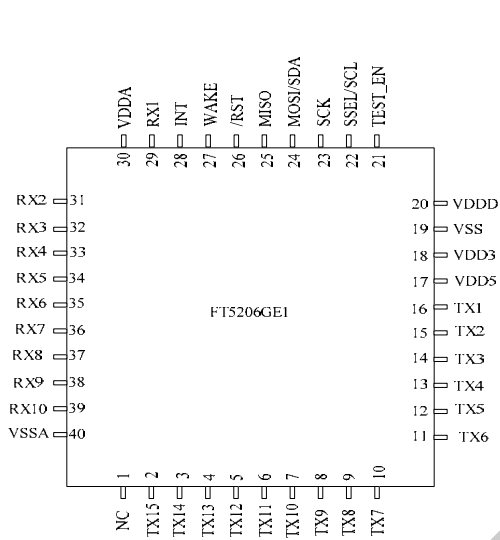 VDDA RX1 INT WAKE /RST MISO MOSI/SDA SCK SSEL/SCL TEST_EN
30 29 28 27 26 25 24 23 22 21
RX2 31
RX3 32
RX4 33
RX5 34
RX6 35
RX7 36
RX8 37
RX9 38
RX10 39
VSSA 40
FT5206GE1
20 VDDD
19 VSS
18 VDD3
17 VDD5
16 TX1
15 TX2
14 TX3
13 TX4
12 TX5
11 TX6
1 2 3 4 5 6 7 8 9 10
NC TX15 TX14 TX13 TX12 TX11 TX10 TX9 TX8 TX7